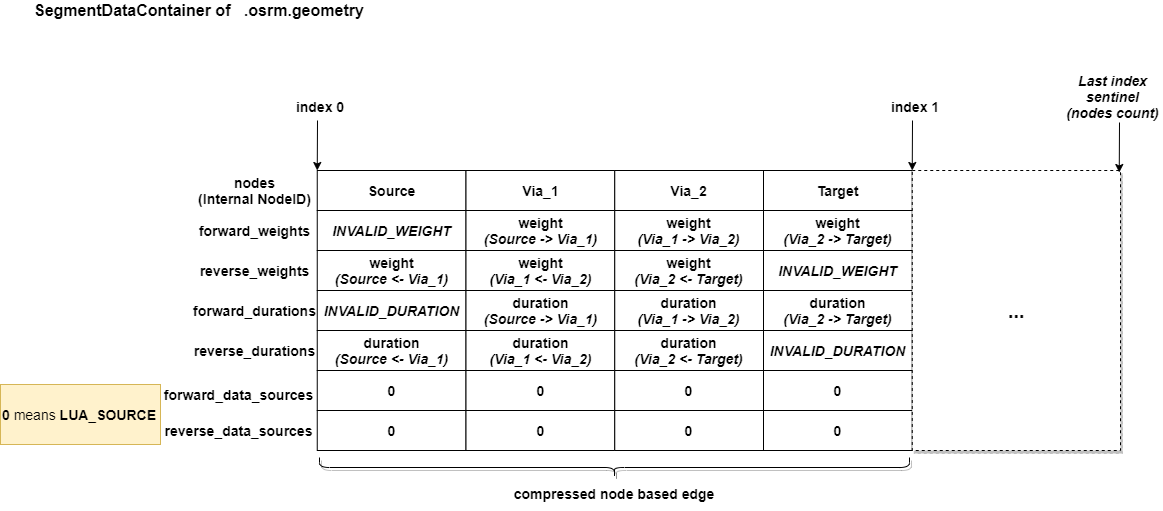 SegmentDataContainer of .osrm.geometry
Last index
sentinel
(nodes count)
index 0
index 1
nodes
(Internal NodeID)
Source
Via_1
Via_2
Target
forward_weights
INVALID_WEIGHT
weight
(Source -> Via_1)
weight
(Via_1 -> Via_2)
weight
(Via_2 -> Target)
reverse_weights
weight
(Source <- Via_1)
weight
(Via_1 <- Via_2)
weight
(Via_2 <- Target)
INVALID_WEIGHT
forward_durations
INVALID_DURATION
duration
(Source -> Via_1)
duration
(Via_1 -> Via_2)
duration
(Via_2 -> Target)
...
reverse_durations
duration
(Source <- Via_1)
duration
(Via_1 <- Via_2)
duration
(Via_2 <- Target)
INVALID_DURATION
forward_data_sources
0
0
0
0
0 means LUA_SOURCE
reverse_data_sources
0
0
0
0
compressed node based edge